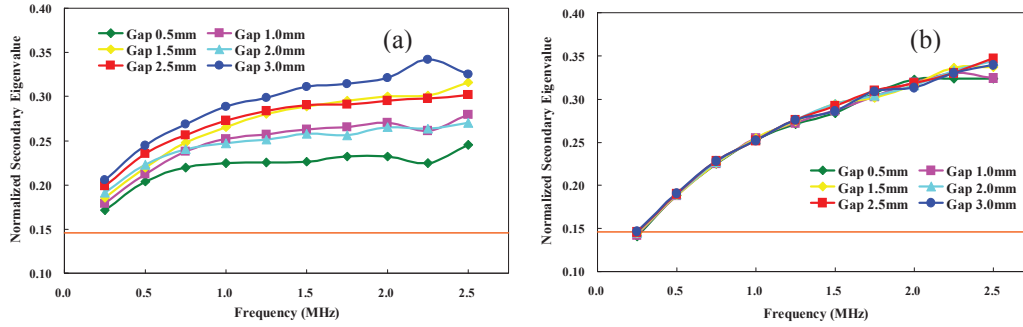 Normalized Secondary Eigenvalue
0.40
0.35
0.30
0.25
0.20
0.15
0.10
Gap 0.5mm Gap 1.0mm
Gap 1.5mm Gap 2.0mm
Gap 2.5mm Gap 3.0mm
(a)
0.0 0.5 1.0 1.5 2.0 2.5
Frequency (MHz)
Normalized Secondary Eigenvalue
0.40
0.35
0.30
0.25
0.20
0.15
0.10
(b)
Gap 0.5mm Gap 1.0mm
Gap 1.5mm Gap 2.0mm
Gap 2.5mm Gap 3.0mm
0.0 0.5 1.0 1.5 2.0 2.5
Frequency (MHz)